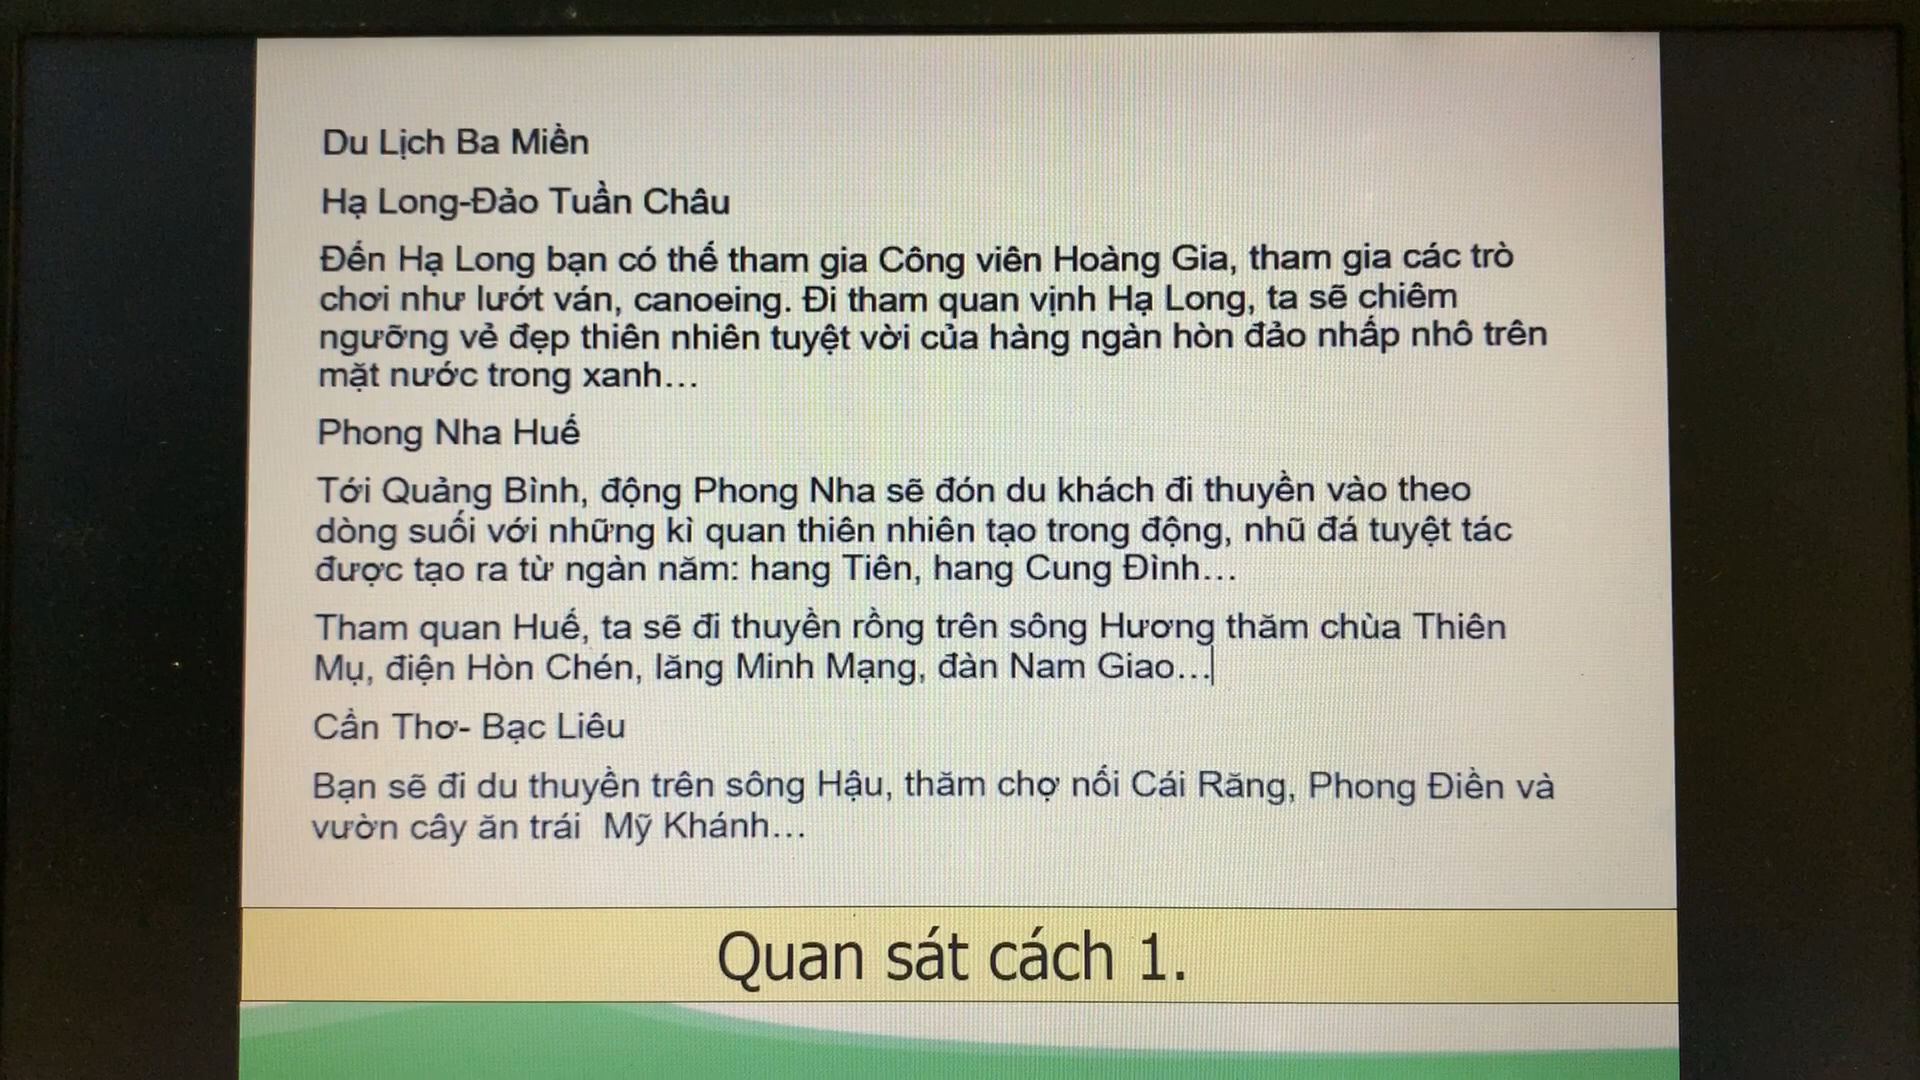 Du Lịch Ba Miền
Hạ Long-Đảo Tuần Châu
Đến Hạ Long bạn có thể tham gia Công viên Hoàng Gia, tham gia các trò
chơi như lướt ván, canoeing. Đi tham quan vịnh Hạ Long, ta sẽ chiêm
ngưỡng vẻ đẹp thiên nhiên tuyệt vời của hàng ngàn hòn đảo nhấp nhô trên
mặt nước trong xanh...
Phong Nha Huế
Tới Quảng Bình, động Phong Nha sẽ đón du khách đi thuyền vào theo
dòng suối với những kì quan thiên nhiên tạo trong động, nhũ đá tuyệt tác
được tạo ra từ ngàn năm: hang Tiên, hang Cung Đình...
Tham quan Huế, ta sẽ đi thuyền rồng trên sông Hương thăm chùa Thiên
Mụ, điện Hòn Chén, lăng Minh Mạng, đàn Nam Giao...
Cần Thơ- Bạc Liêu
Bạn sẽ đi du thuyền trên sông Hậu, thăm chợ nổi Cái Răng, Phong Điền và
vườn cây ăn trái  Mỹ Khánh...
Quan sát cách 1.